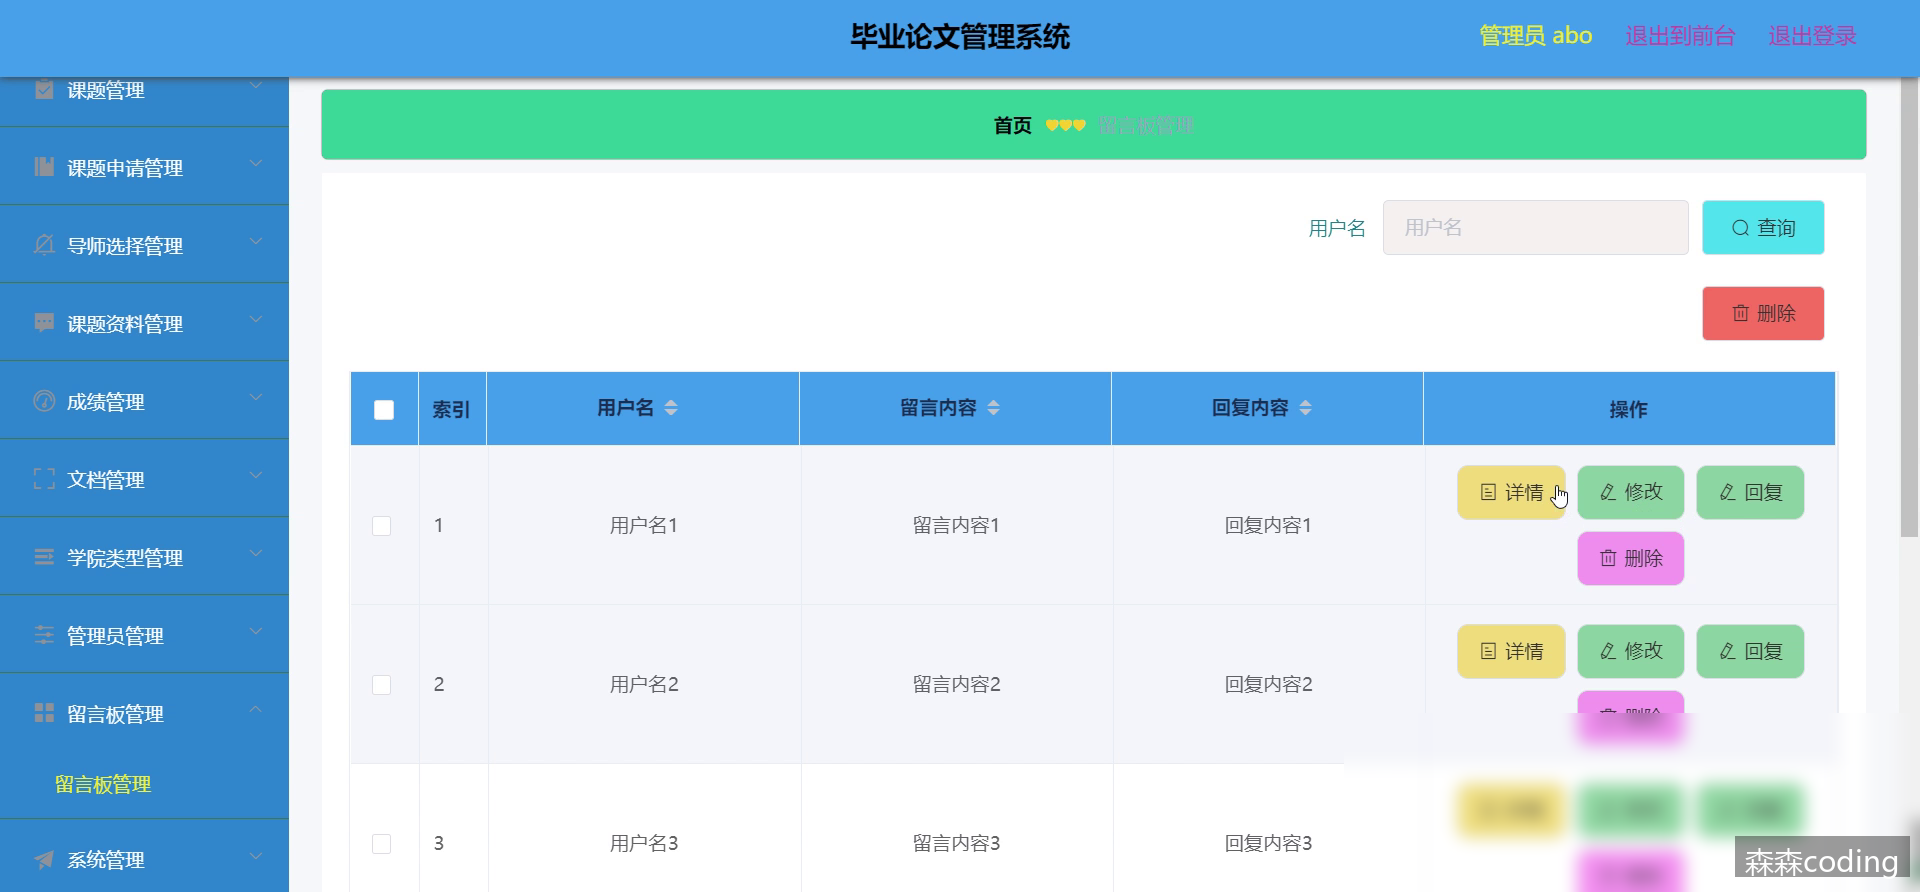 毕业论文管理系统
管理员 abo 退出到前台 退出登录
课题管理
课题申请管理
导师选择管理
课题资料管理
成绩管理
文档管理
学院类型管理
管理员管理
留言板管理
留言板管理
系统管理
首页 留言板管理
用户名 用户名 查询
删除
索引 用户名 留言内容 回复内容 操作
1 用户名1 留言内容1 回复内容1 详情 修改 回复
删除
2 用户名2 留言内容2 回复内容2 详情 修改 回复
删除
3 用户名3 留言内容3 回复内容3
森森coding